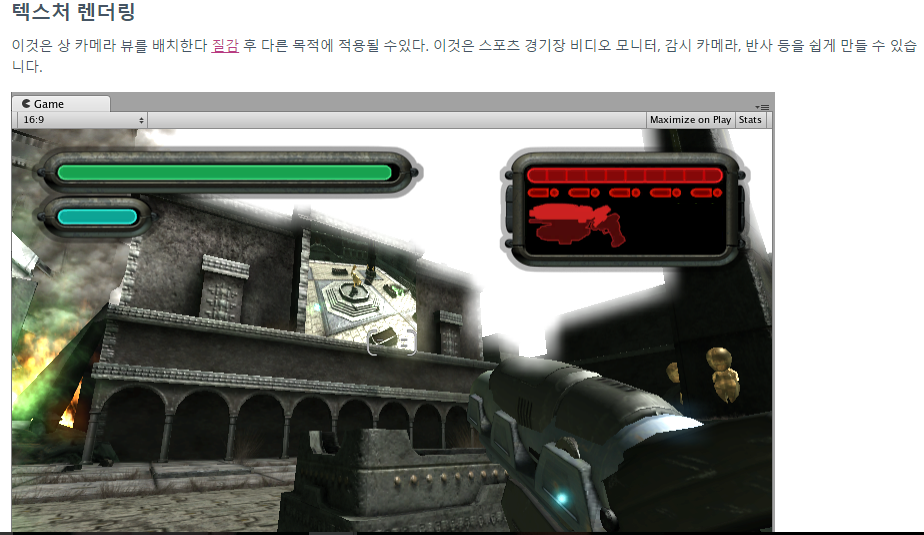 텍스처 렌더링
이것은 상 카메라 뷰를 배치한다 질감 후 다른 목적에 적용될 수있다. 이것은 스포츠 경기장 비디오 모니터, 감시 카메라, 반사 등을 쉽게 만들 수 있습
니다.
Game
16:9 Maximize on Play Stats